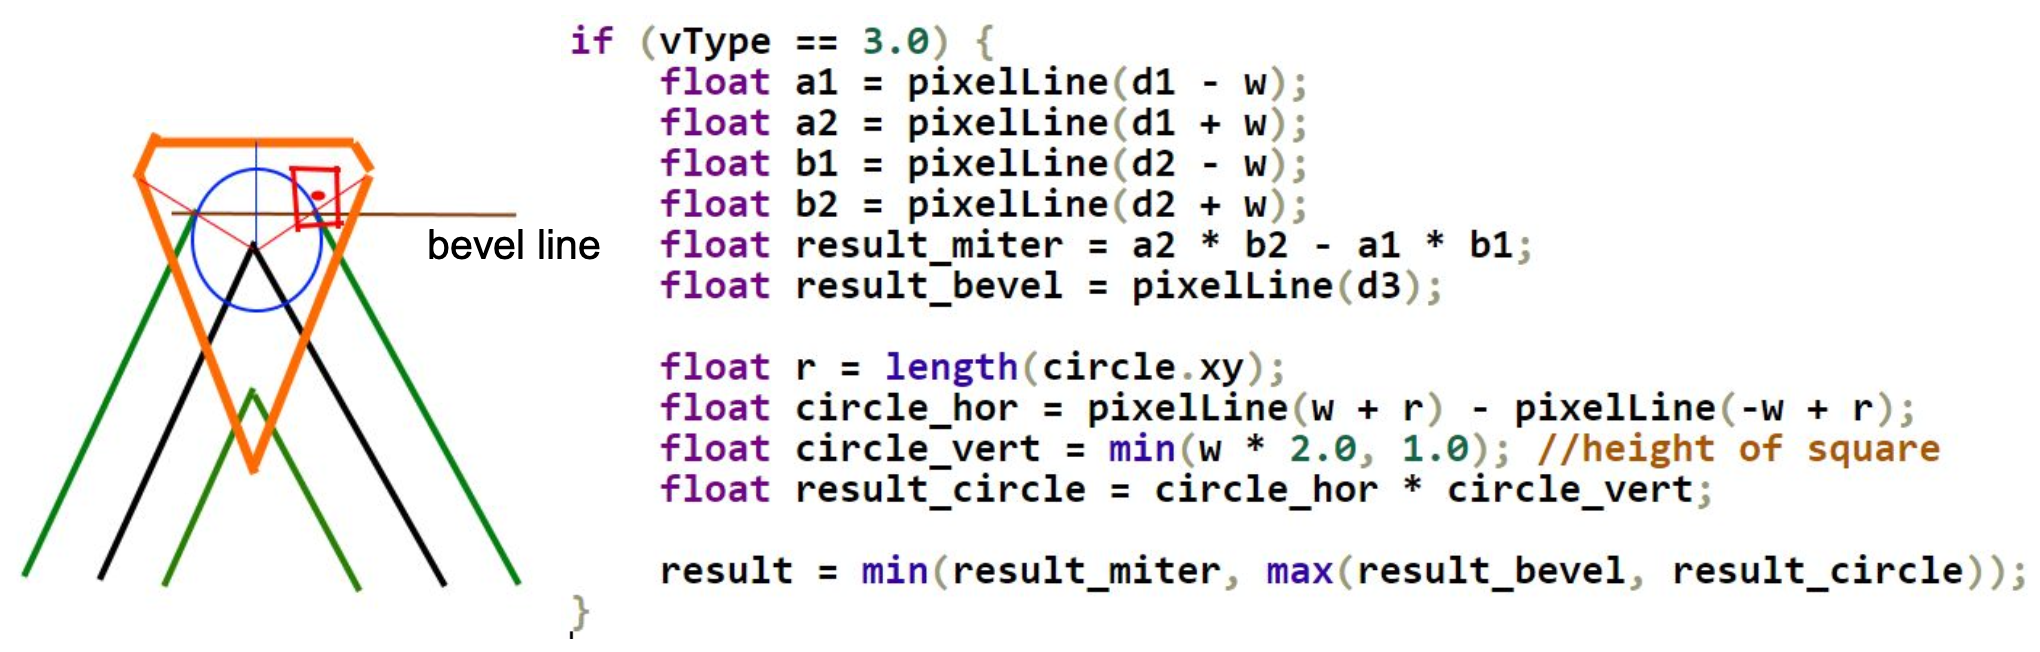 if (vType == 3.0) {
    float a1 = pixelLine(d1 - w);
    float a2 = pixelLine(d1 + w);
    float b1 = pixelLine(d2 - w);
    float b2 = pixelLine(d2 + w);
    float result_miter = a2 * b2 - a1 * b1;
    float result_bevel = pixelLine(d3);
    float r = length(circle.xy);
    float circle_hor = pixelLine(w + r) - pixelLine(-w + r);
    float circle_vert = min(w * 2.0, 1.0); //height of square
    float result_circle = circle_hor * circle_vert;
    result = min(result_miter, max(result_bevel, result_circle));
}
bevel line